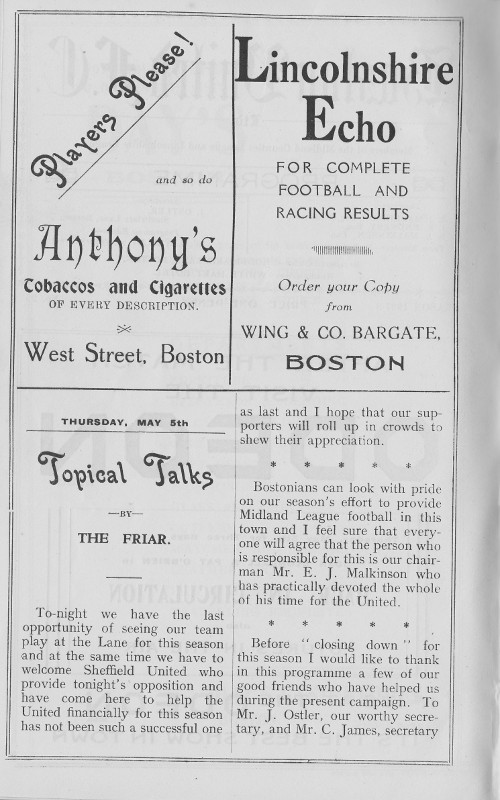 Players Please!
and so do
Anthony's
Tobaccos and Cigarettes
OF EVERY DESCRIPTION.
West Street, Boston
Lincolnshire
Echo
FOR COMPLETE
FOOTBALL AND
RACING RESULTS
Order your Copy
from
WING & CO. BARGATE,
BOSTON
THURSDAY, MAY 5th
Topical Talks
—BY—
THE FRIAR.
To-night we have the last
opportunity of seeing our team
play at the Lane for this season
and at the same time we have to
welcome Sheffield United who
provide tonight's opposition and
have come here to help the
United financially for this season
has not been such a successful one
as last and I hope that our sup-
porters will roll up in crowds to
shew their appreciation.
* * * * *
Bostonians can look with pride
on our season's effort to provide
Midland League football in this
town and I feel sure that every-
one will agree that the person who
is responsible for this is our chair-
man Mr. E. J. Malkinson who
has practically devoted the whole
of his time for the United.
* * * * *
Before "closing down" for
this season I would like to thank
in this programme a few of our
good friends who have helped us
during the present campaign. To
Mr. J. Ostler, our worthy secre-
tary, and Mr. C. James, secretary